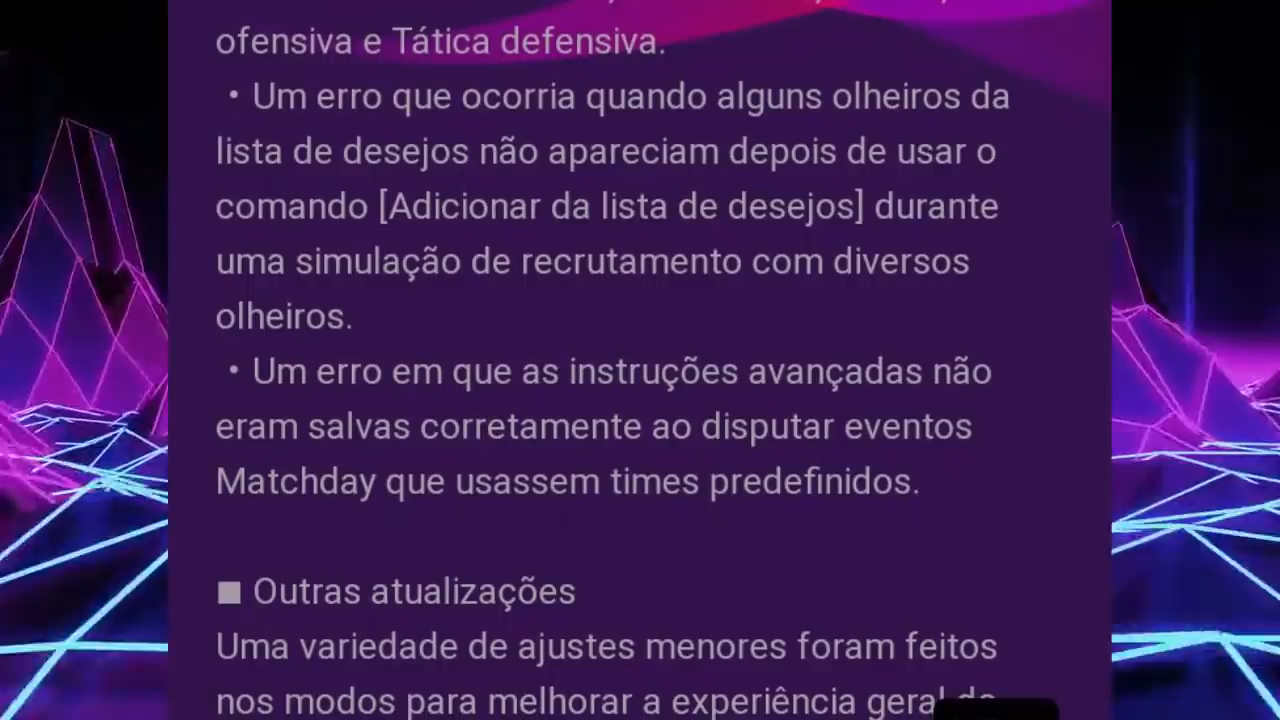 ofensiva e Tática defensiva.
• Um erro que ocorria quando alguns olheiros da
lista de desejos não apareciam depois de usar o
comando [Adicionar da lista de desejos] durante
uma simulação de recrutamento com diversos
olheiros.
• Um erro em que as instruções avançadas não
eram salvas corretamente ao disputar eventos
Matchday que usassem times predefinidos.
■ Outras atualizações
Uma variedade de ajustes menores foram feitos
nos modos para melhorar a experiência geral